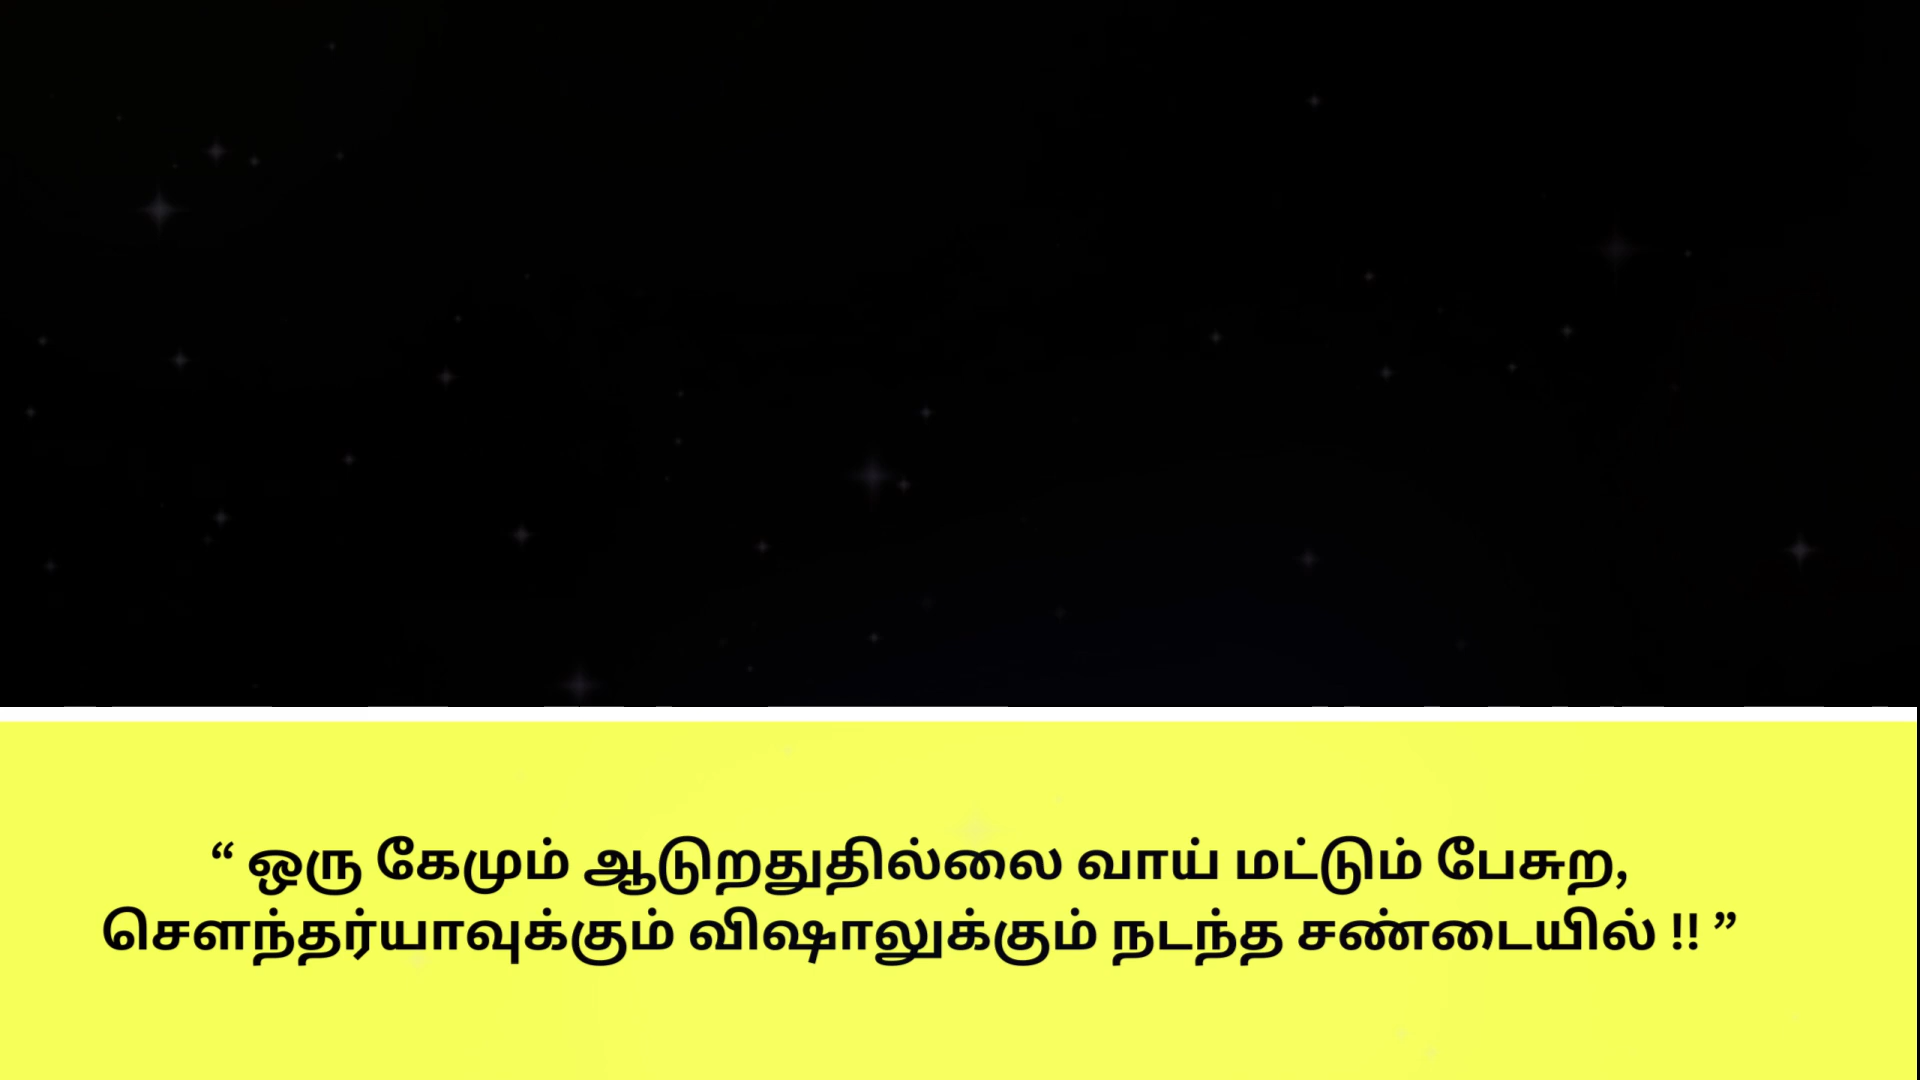 “ ஒரு கேமும் ஆடுறதுதில்லை வாய் மட்டும் பேசுற,
சௌந்தர்யாவுக்கும் விஷாலுக்கும் நடந்த சண்டையில் !! ”